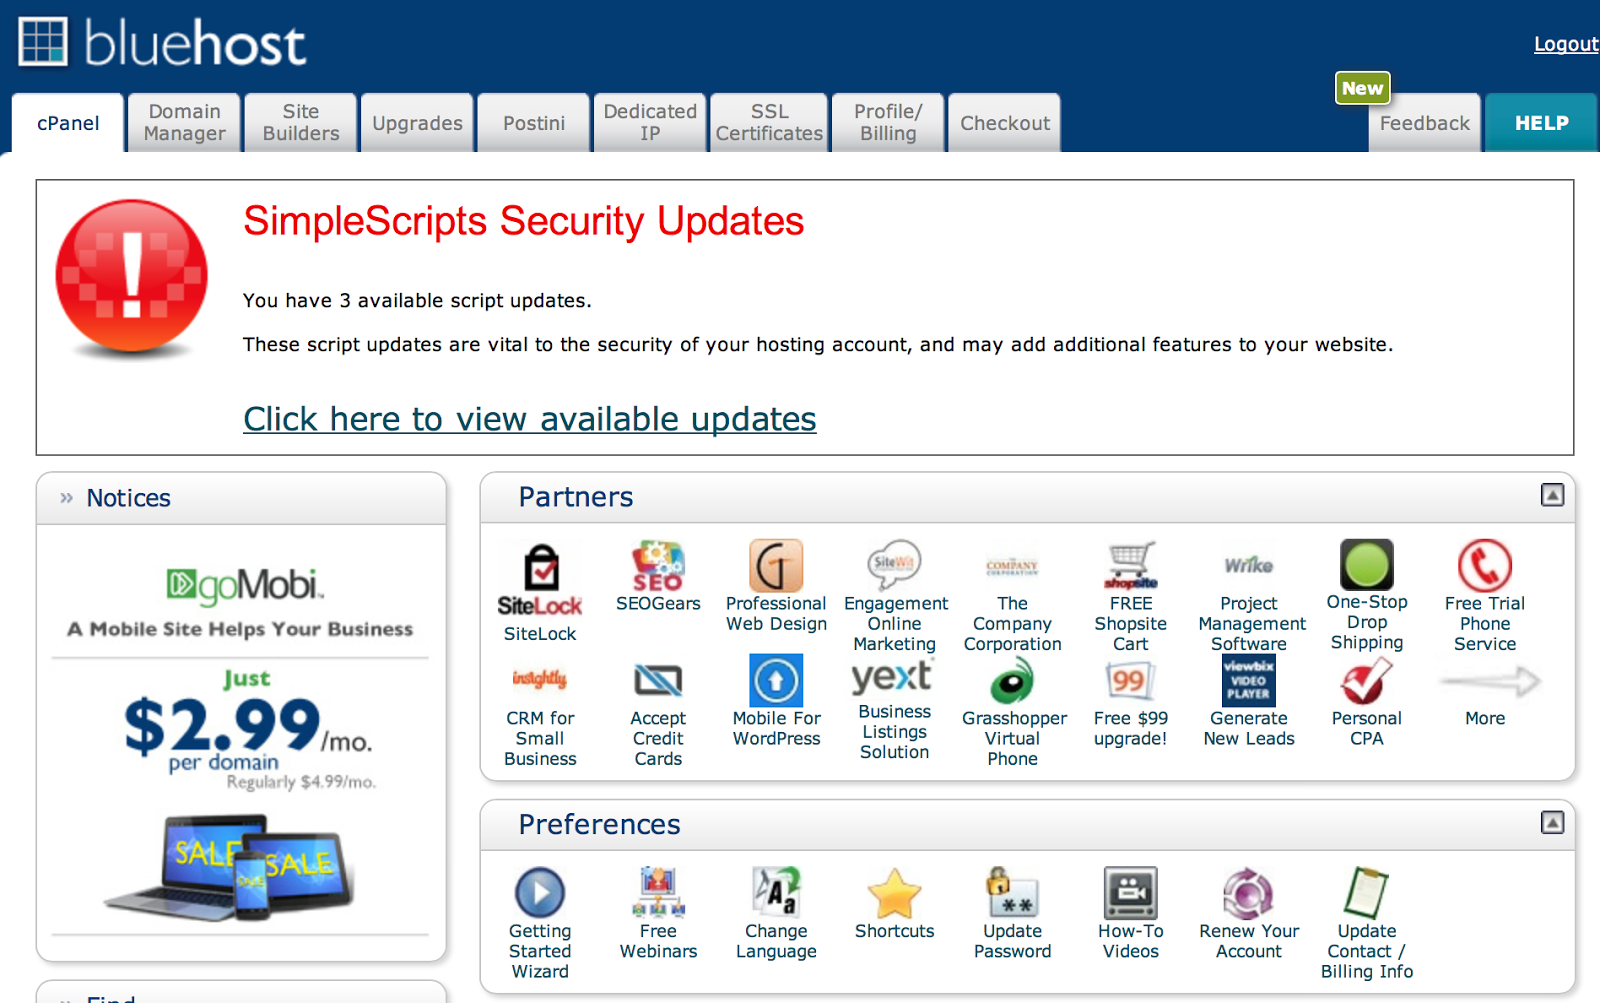 bluehost
Logout
New
cPanel
Domain
Manager
Site
Builders
Upgrades
Postini
Dedicated
IP
SSL
Certificates
Profile/
Billing
Checkout
Feedback
HELP
SimpleScripts Security Updates
You have 3 available script updates.
These script updates are vital to the security of your hosting account, and may add additional features to your website.
Click here to view available updates
» Notices
goMobi™
A Mobile Site Helps Your Business
Just
$2.99/mo.
per domain
Regularly $4.99/mo.
SALE
SALE
SALE
» Find
Partners
SiteLock
SiteLock
SEO
SEOGears
Professional
Web Design
SiteWit
Engagement
Online
Marketing
THE
COMPANY
CORPORATION
The
Company
Corporation
shopsite
FREE
Shopsite
Cart
Wrike
Project
Management
Software
One-Stop
Drop
Shipping
Free Trial
Phone
Service
insightly
CRM for
Small
Business
Accept
Credit
Cards
Mobile For
WordPress
yext
Business
Listings
Solution
Grasshopper
Virtual
Phone
99
Free $99
upgrade!
viewbix
VIDEO
PLAYER
Generate
New Leads
Personal
CPA
More
Preferences
Getting
Started
Wizard
Free
Webinars
A
a
Change
Language
Shortcuts
**
Update
Password
How-To
Videos
Renew Your
Account
Update
Contact /
Billing Info